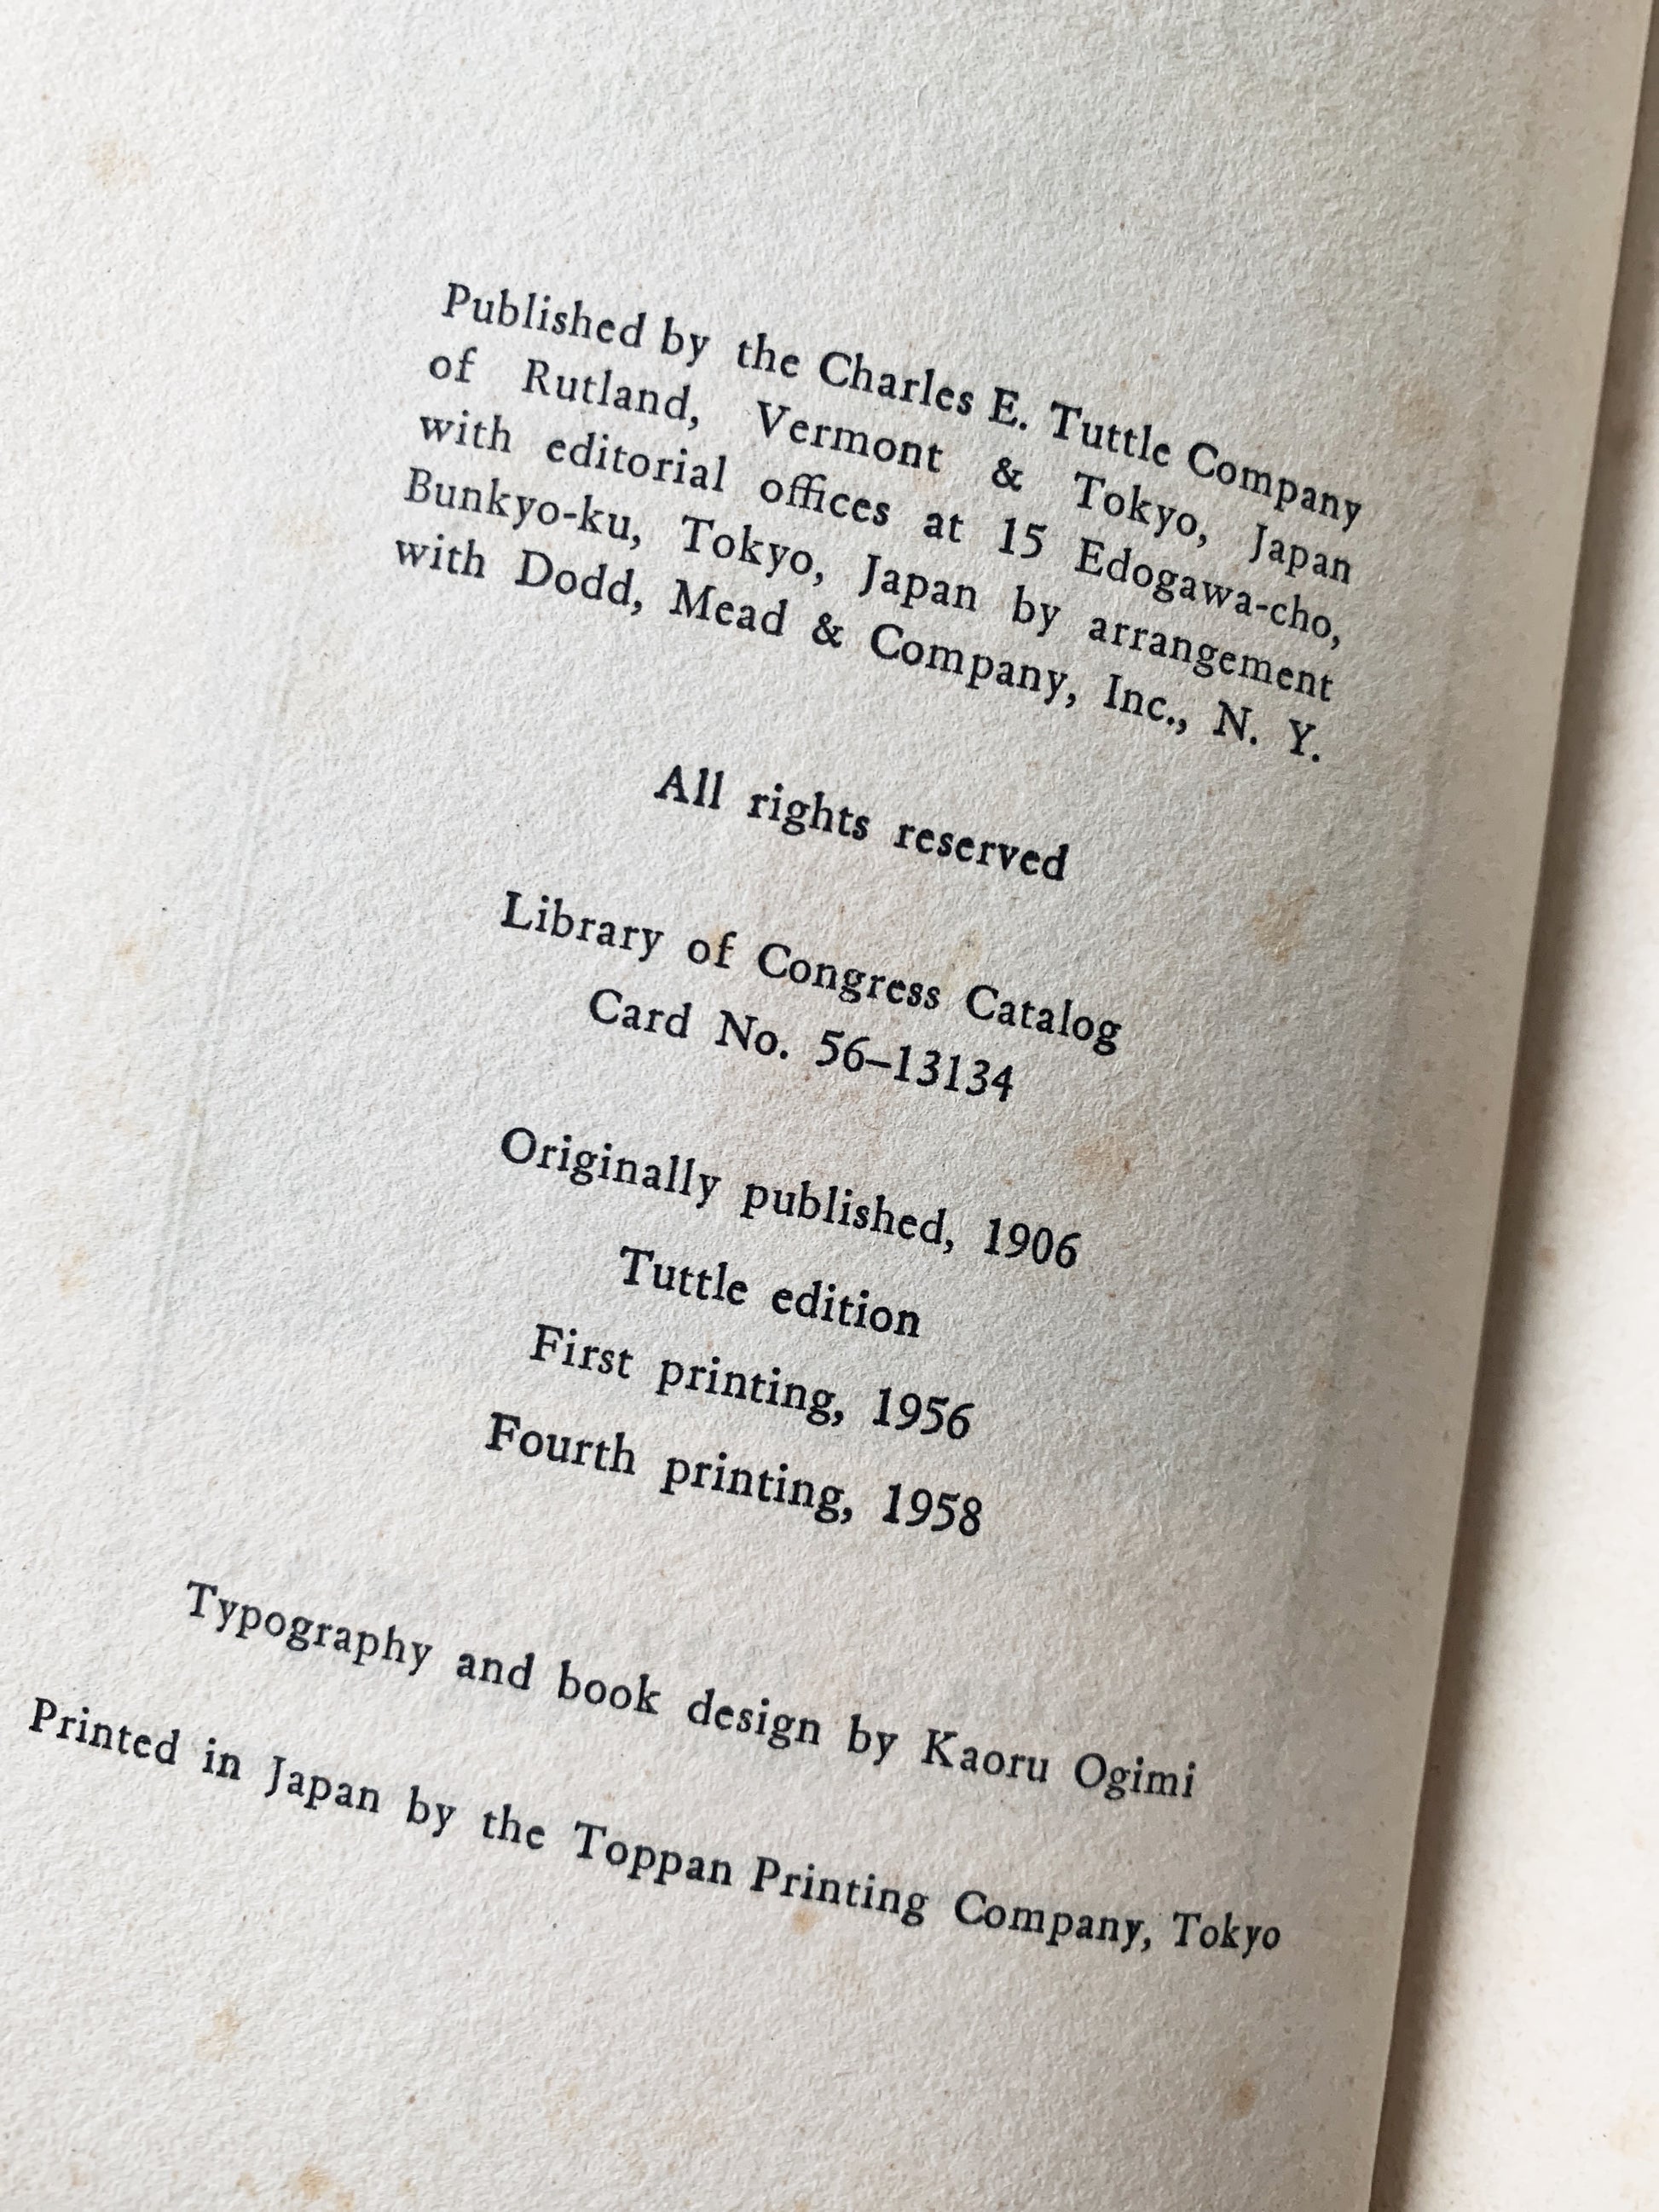 Published by the Charles E. Tuttle Company
of Rutland, Vermont & Tokyo, Japan
with editorial offices at 15 Edogawa-cho,
Bunkyo-ku, Tokyo, Japan by arrangement
with Dodd, Mead & Company, Inc., N. Y.
All rights reserved
Library of Congress Catalog
Card No. 56–13134
Originally published, 1906
Tuttle edition
First printing, 1956
Fourth printing, 1958
Typography and book design by Kaoru Ogimi
Printed in Japan by the Toppan Printing Company, Tokyo